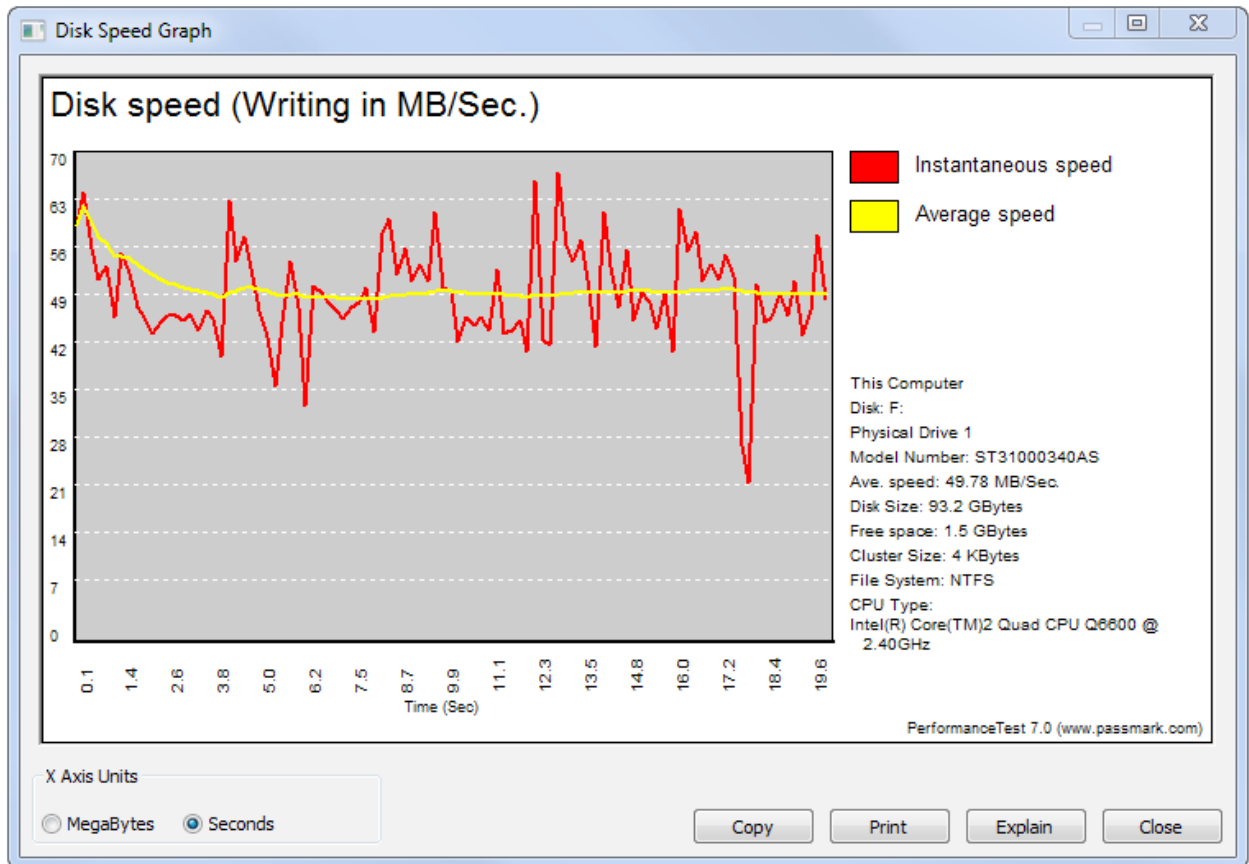 Disk Speed Graph
Disk speed (Writing in MB/Sec.)
70
63
56
49
42
35
28
21
14
7
0
0.1
1.4
2.6
3.8
5.0
6.2
7.5
8.7
9.9
11.1
12.3
13.5
14.8
16.0
17.2
18.4
19.6
Time (Sec)
Instantaneous speed
Average speed
This Computer
Disk: F:
Physical Drive 1
Model Number: ST31000340AS
Ave. speed: 49.78 MB/Sec.
Disk Size: 93.2 GBytes
Free space: 1.5 GBytes
Cluster Size: 4 KBytes
File System: NTFS
CPU Type:
Intel(R) Core(TM)2 Quad CPU Q6600 @
2.40GHz
PerformanceTest 7.0 (www.passmark.com)
X Axis Units
MegaBytes
Seconds
Copy
Print
Explain
Close